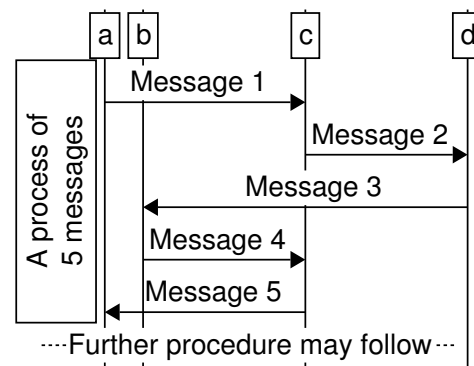 a b c d
Message 1
Message 2
Message 3
Message 4
Message 5
A process of
5 messages
Further procedure may follow